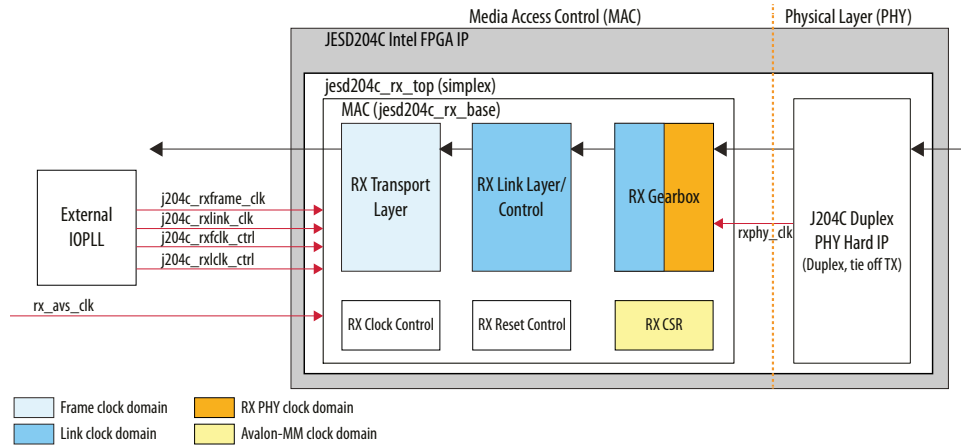 Media Access Control (MAC)
Physical Layer (PHY)
JESD204C Intel FPGA IP
jesd204c_rx_top (simplex)
MAC (jesd204c_rx_base)
External
IOPLL
j204c_rxframe_clk
j204c_rxlink_clk
j204c_rxfclk_ctrl
j204c_rxlclk_ctrl
rx_avs_clk
RX Transport
Layer
RX Link Layer/
Control
RX Gearbox
rxphy_clk
J204C Duplex
PHY Hard IP
(Duplex, tie off TX)
RX Clock Control
RX Reset Control
RX CSR
Frame clock domain
Link clock domain
RX PHY clock domain
Avalon-MM clock domain